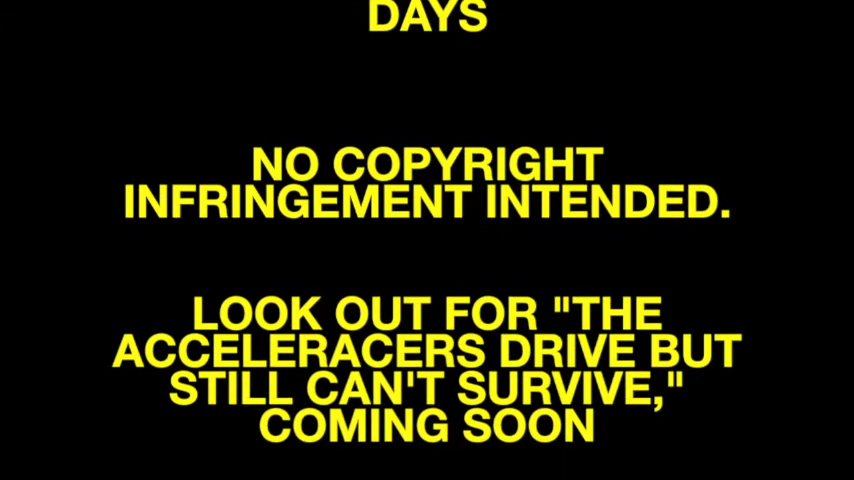 DAYS
NO COPYRIGHT
INFRINGEMENT INTENDED.
LOOK OUT FOR "THE
ACCELERACERS DRIVE BUT
STILL CAN'T SURVIVE,"
COMING SOON